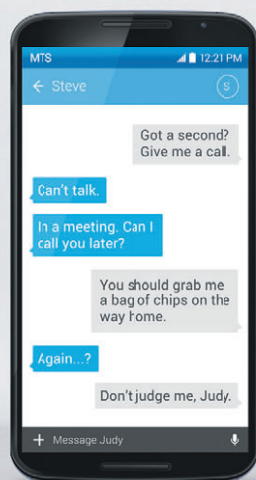 MTS
12:21 PM
Steve
S
Got a second?
Give me a call.
Can't talk.
In a meeting. Can I
call you later?
You should grab me
a bag of chips on the
way home.
Again...?
Don't judge me, Judy.
+ Message Judy